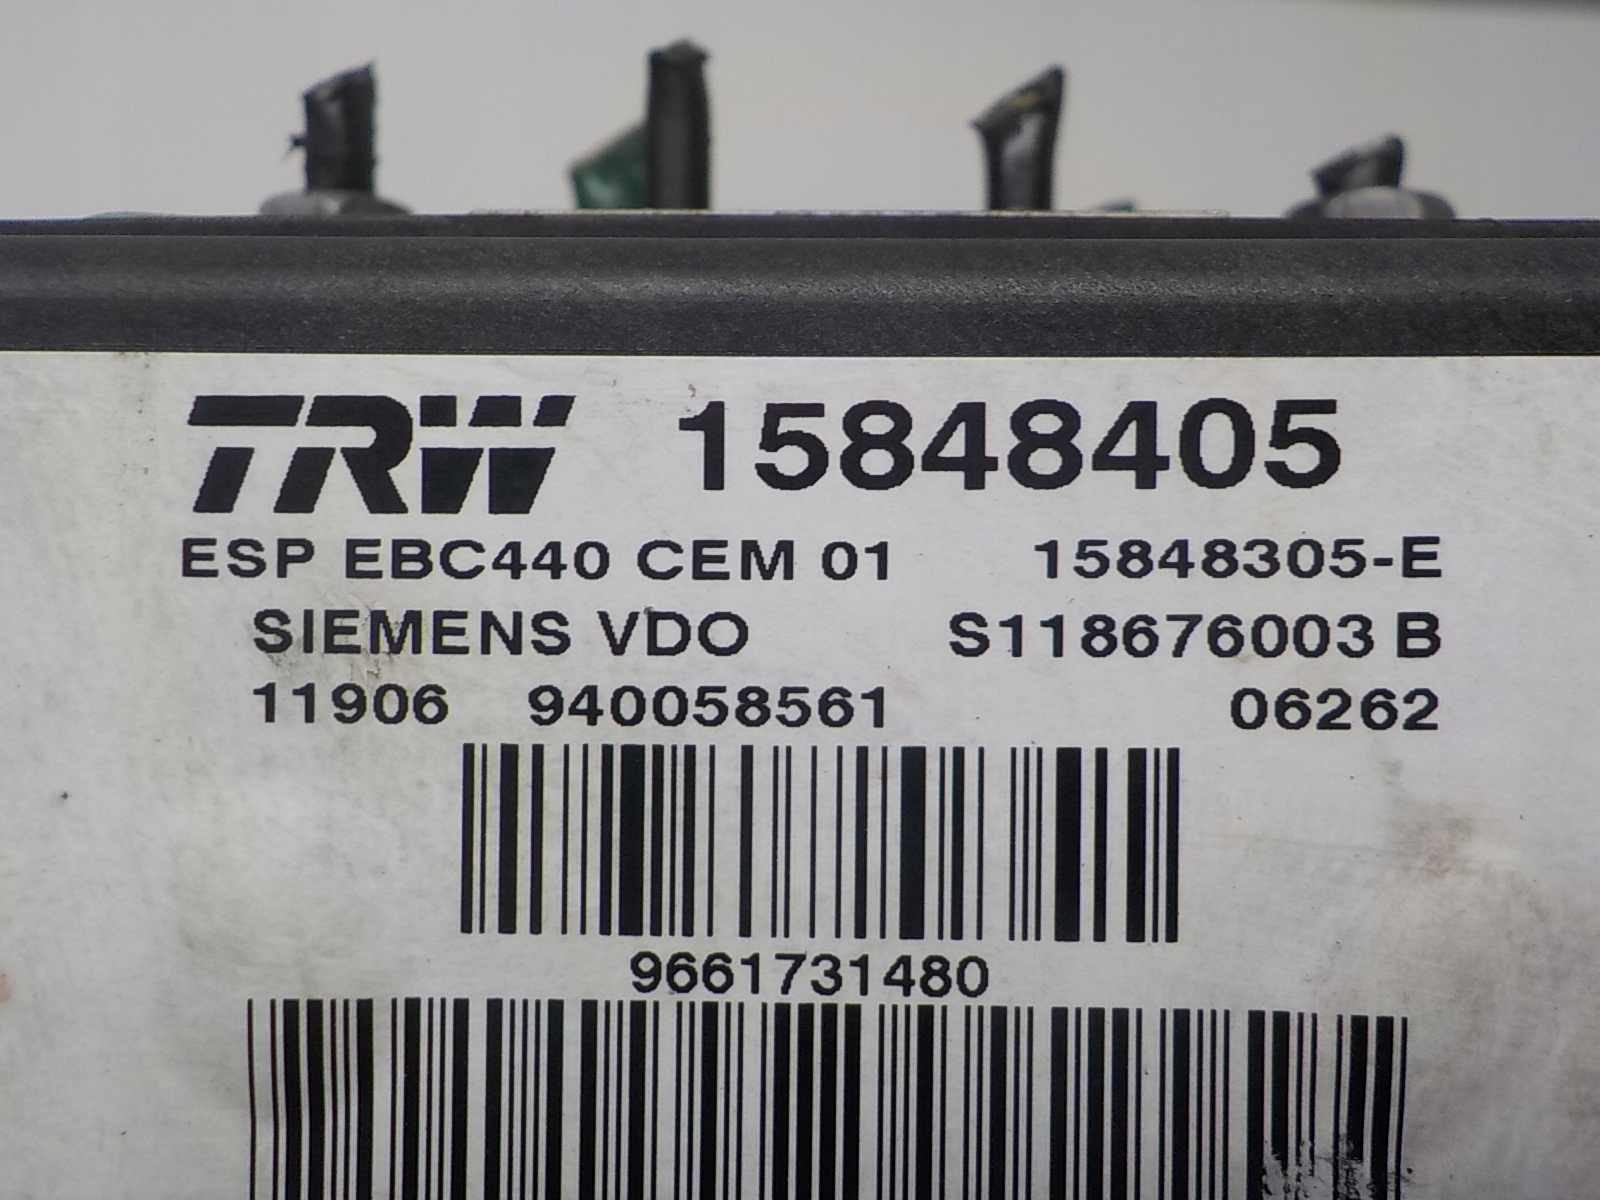 TRW 15848405
ESP EBC440 CEM 01 15848305-E
SIEMENS VDO S118676003 B
11906 940058561 06262
9661731480